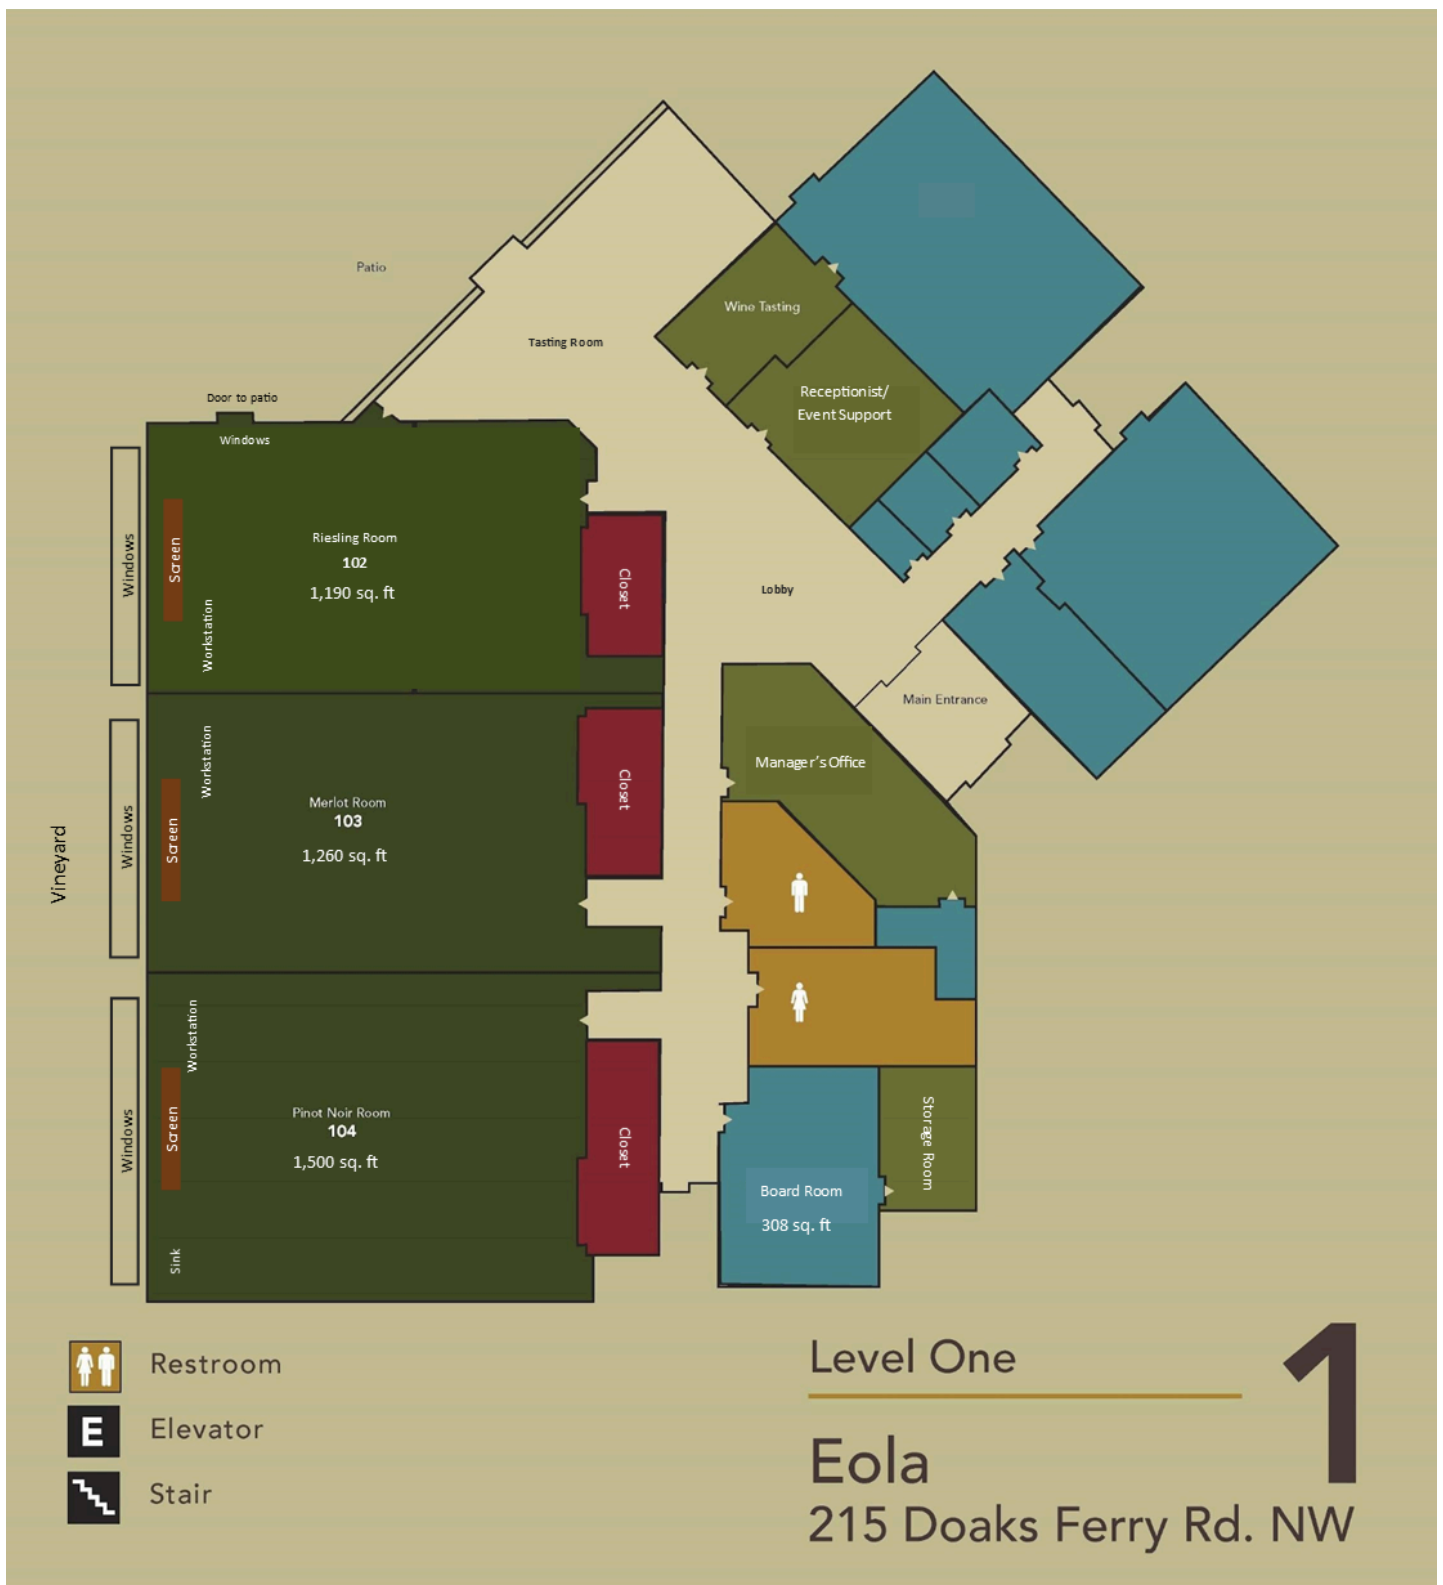 Patio
Wine Tasting
Tasting Room
Receptionist/
Event Support
Door to patio
Windows
Windows
Screen
Riesling Room
102
1,190 sq. ft
Workstation
Closet
Lobby
Main Entrance
Manager's Office
Vineyard
Windows
Screen
Workstation
Merlot Room
103
1,260 sq. ft
Closet
Windows
Screen
Workstation
Pinot Noir Room
104
1,500 sq. ft
Sink
Closet
Storage Room
Board Room
308 sq. ft
Restroom
E
Elevator
Stair
Level One
1
Eola
215 Doaks Ferry Rd. NW